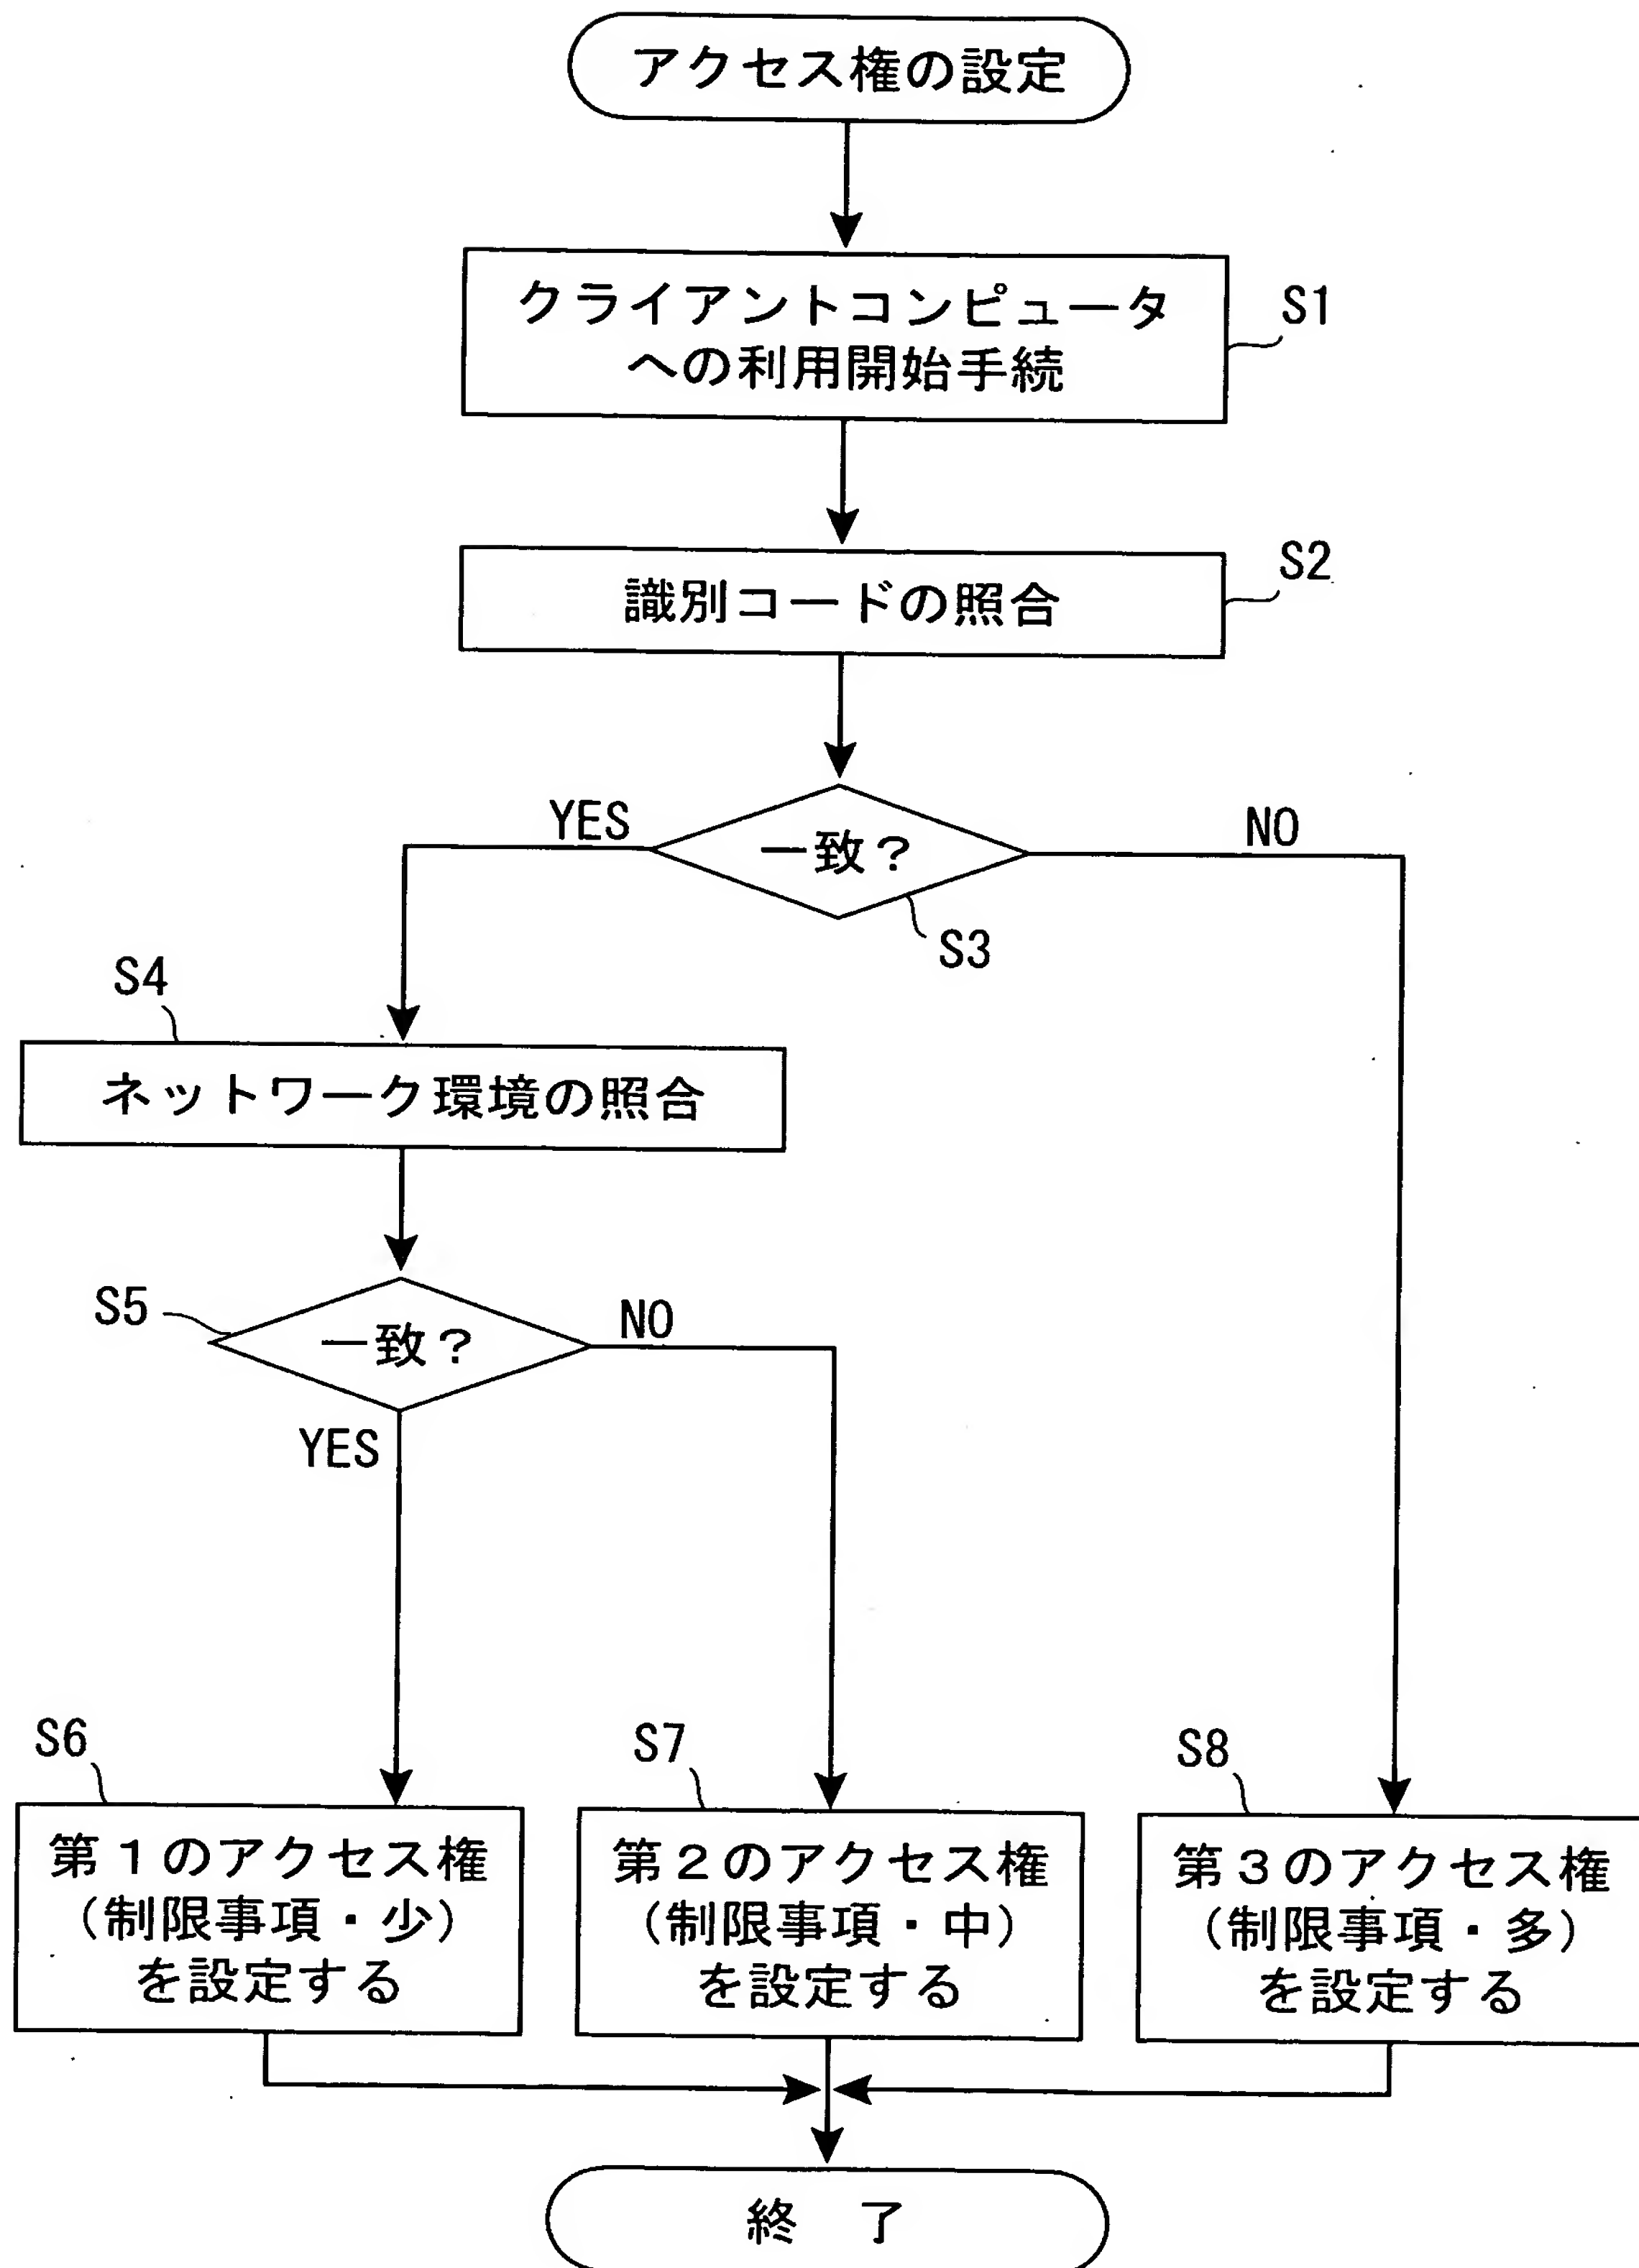 アクセス権の設定
クライアントコンピュータ
への利用開始手続
S1
識別コードの照合
S2
YES
一致?
NO
S3
S4
ネットワーク環境の照合
S5
一致?
NO
YES
S6
第1のアクセス権
(制限事項・少)
を設定する
S7
第2のアクセス権
(制限事項・中)
を設定する
S8
第3のアクセス権
(制限事項・多)
を設定する
終 了